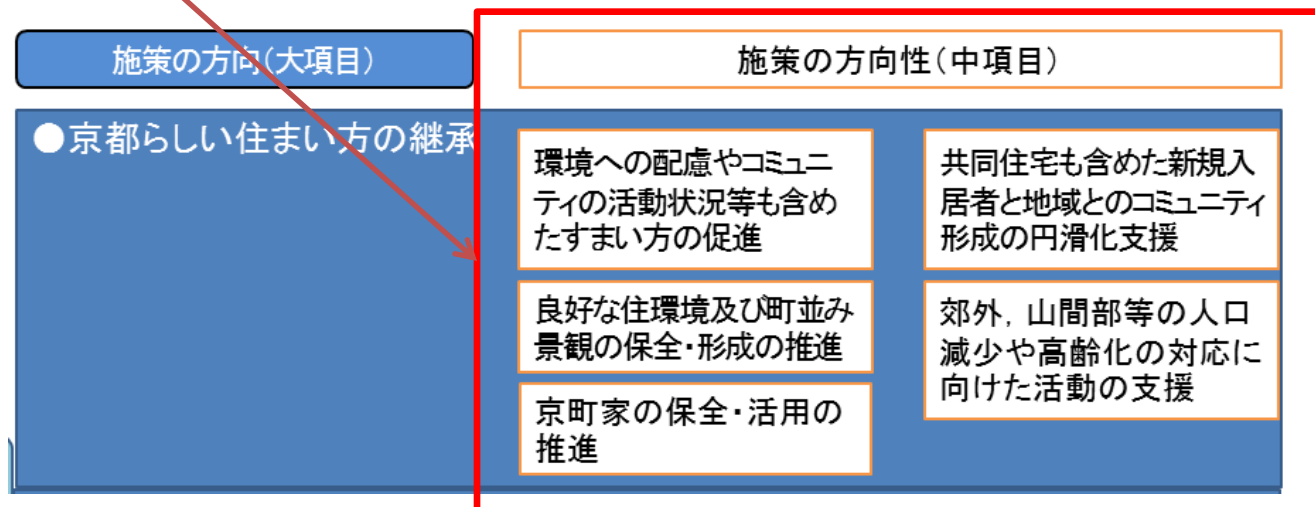 施策の方向(大項目)
施策の方向性(中項目)
●京都らしい住まい方の継承
環境への配慮やコミュニ
ティの活動状況等も含め
たすまい方の促進
良好な住環境及び町並み
景観の保全・形成の推進
京町家の保全・活用の
推進
共同住宅も含めた新規入
居者と地域とのコミュニティ
形成の円滑化支援
郊外,山間部等の人口
減少や高齢化の対応に
向けた活動の支援